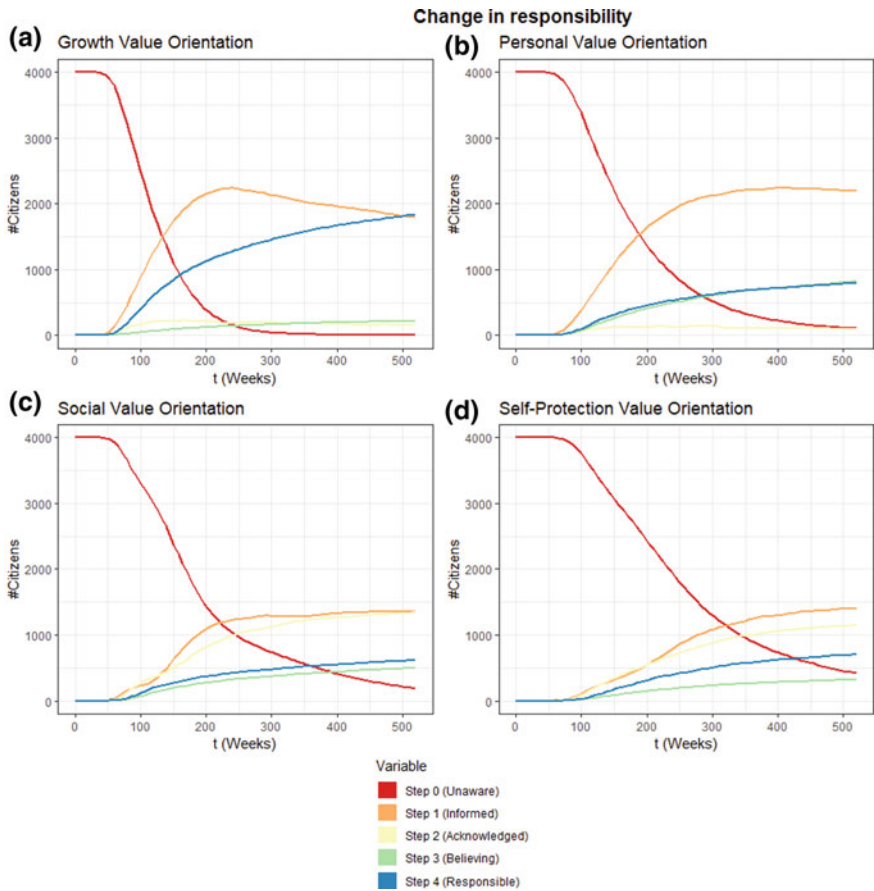 Change in responsibility
(a) Growth Value Orientation
(b) Personal Value Orientation
4000
3000
2000
1000
0
#Citizens
0 100 200 300 400 500
t (Weeks)
4000
3000
2000
1000
0
#Citizens
0 100 200 300 400 500
t (Weeks)
(c) Social Value Orientation
(d) Self-Protection Value Orientation
4000
3000
2000
1000
0
#Citizens
0 100 200 300 400 500
t (Weeks)
4000
3000
2000
1000
0
#Citizens
0 100 200 300 400 500
t (Weeks)
Variable
Step 0 (Unaware)
Step 1 (Informed)
Step 2 (Acknowledged)
Step 3 (Believing)
Step 4 (Responsible)